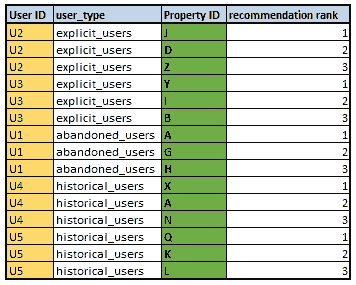 User ID user_type Property ID recommendation rank
U2 explicit_users J 1
U2 explicit_users D 2
U2 explicit_users Z 3
U3 explicit_users Y 1
U3 explicit_users I 2
U3 explicit_users B 3
U1 abandoned_users A 1
U1 abandoned_users G 2
U1 abandoned_users H 3
U4 historical_users X 1
U4 historical_users A 2
U4 historical_users N 3
U5 historical_users Q 1
U5 historical_users K 2
U5 historical_users L 3